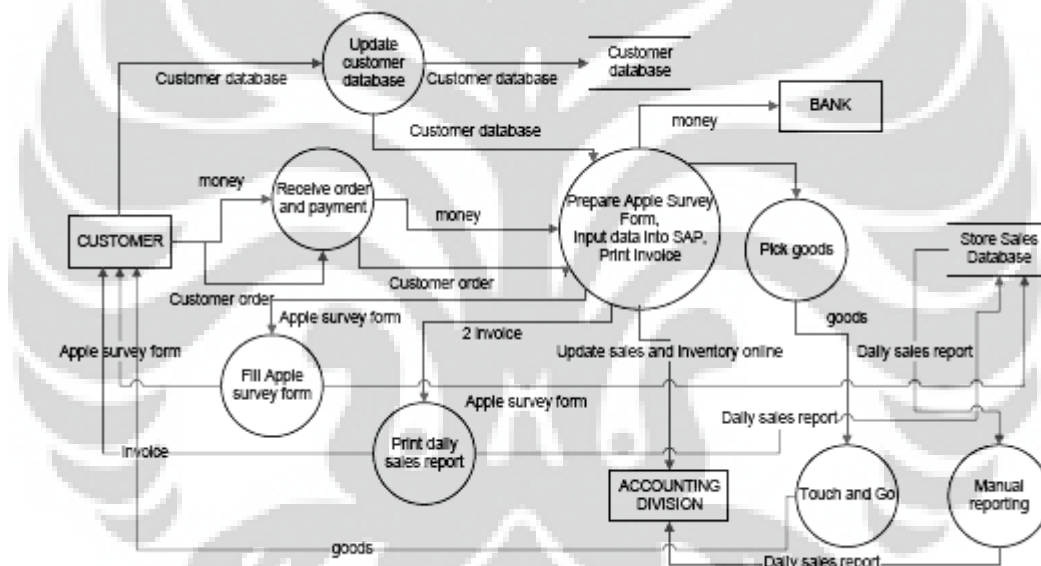 Update
customer
database
Customer database
Customer database
Customer
database
BANK
money
Customer database
money
Receive order
and payment
money
Prepare Apple Survey
Form,
Input data into SAP,
Print Invoice
Pick goods
CUSTOMER
Store Sales
Database
Customer order
Customer order
Apple survey form
2 Invoice
goods
Apple survey form
Update sales and Inventory online
Daily sales report
Fill Apple
survey form
Apple survey form
Daily sales report
Invoice
Print daily
sales report
ACCOUNTING
DIVISION
Touch and Go
Manual
reporting
goods
Daily sales report